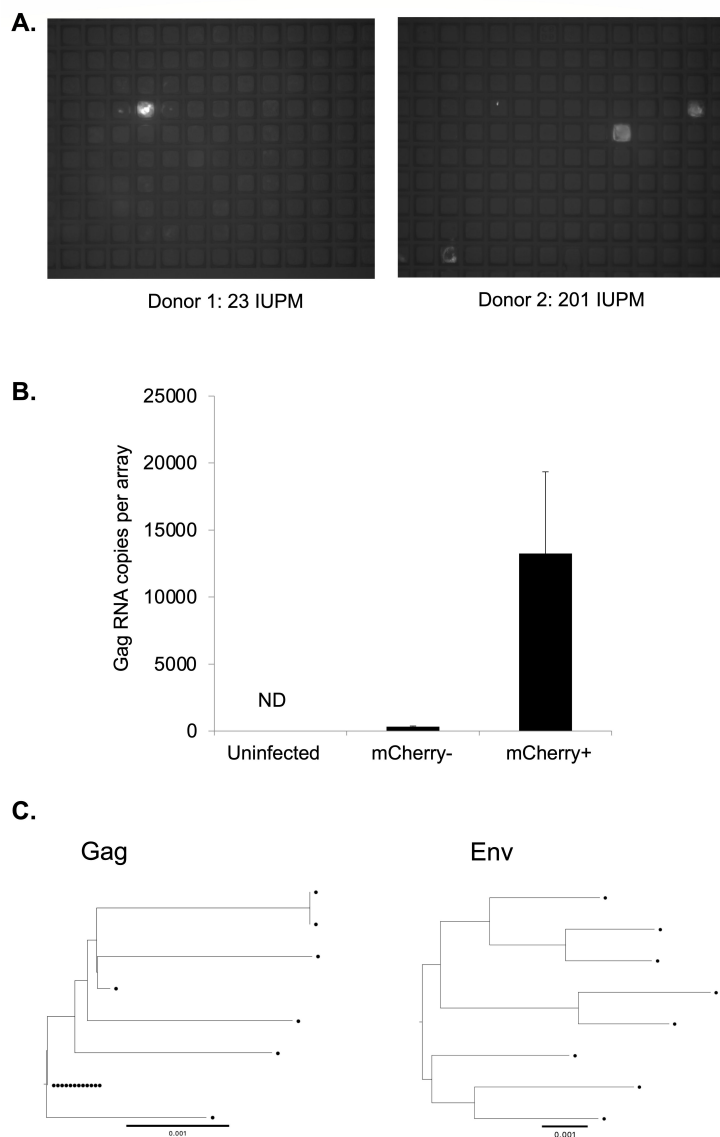 A.
Donor 1: 23 IUPM
Donor 2: 201 IUPM
B.
Gag RNA copies per array
25000
20000
15000
10000
5000
0
ND
Uninfected
mCherry-
mCherry+
C.
Gag
Env
0.001
0.001